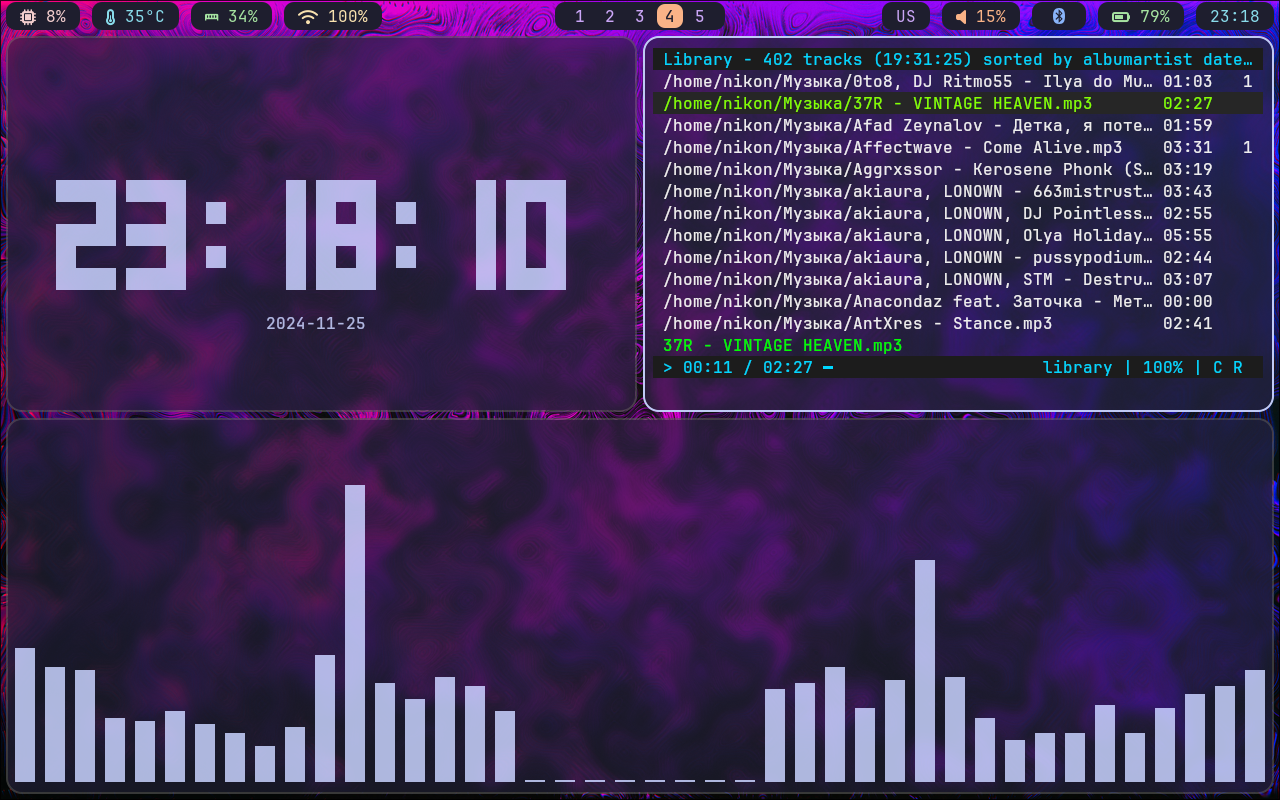 8% 35°C 34% 100% 1 2 3 4 5 US 15% 79% 23:18
23:18:10
2024-11-25
Library - 402 tracks (19:31:25) sorted by albumartist date…
/home/nikon/Музыка/0to8, DJ Ritmo55 - Ilya do Mu… 01:03 1
/home/nikon/Музыка/37R - VINTAGE HEAVEN.mp3 02:27
/home/nikon/Музыка/Afad Zeynalov - Детка, я поте… 01:59
/home/nikon/Музыка/Affectwave - Come Alive.mp3 03:31 1
/home/nikon/Музыка/Aggrxssor - Kerosene Phonk (S… 03:19
/home/nikon/Музыка/akiaura, LONOWN - 663mistrust… 03:43
/home/nikon/Музыка/akiaura, LONOWN, DJ Pointless… 02:55
/home/nikon/Музыка/akiaura, LONOWN, Olya Holiday… 05:55
/home/nikon/Музыка/akiaura, LONOWN - pussypodium… 02:44
/home/nikon/Музыка/akiaura, LONOWN, STM - Destru… 03:07
/home/nikon/Музыка/Anacondaz feat. Заточка - Мет… 00:00
/home/nikon/Музыка/AntXres - Stance.mp3 02:41
37R - VINTAGE HEAVEN.mp3
> 00:11 / 02:27 ━ library | 100% | C R